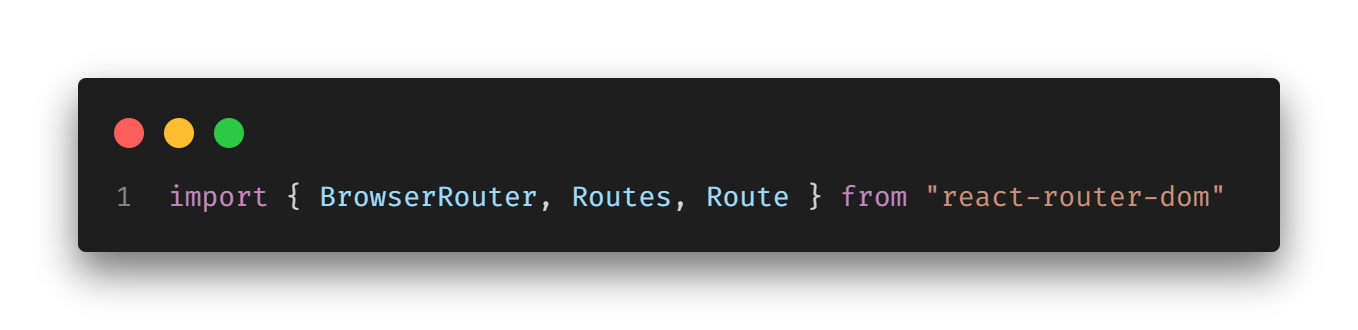 1 import { BrowserRouter, Routes, Route } from "react-router-dom"